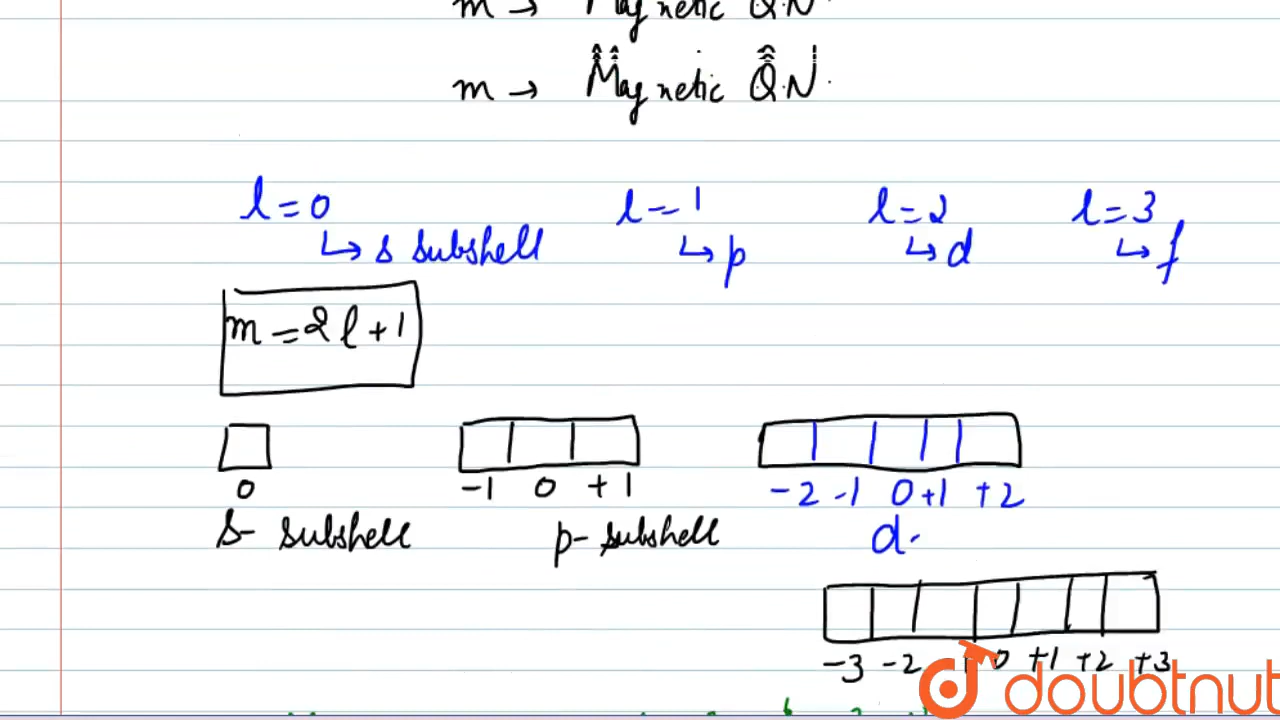 m → Magnetic Q.N.
m → Magnetic Q.N.
l = 0 l = 1 l = 2 l = 3
↳ s subshell ↳ p ↳ d ↳ f
m = 2l + 1
0 -1 0 +1 -2 -1 0 +1 +2
s- subshell p- subshell d-
-3 -2 0 +1 +2 +3
doubtnut